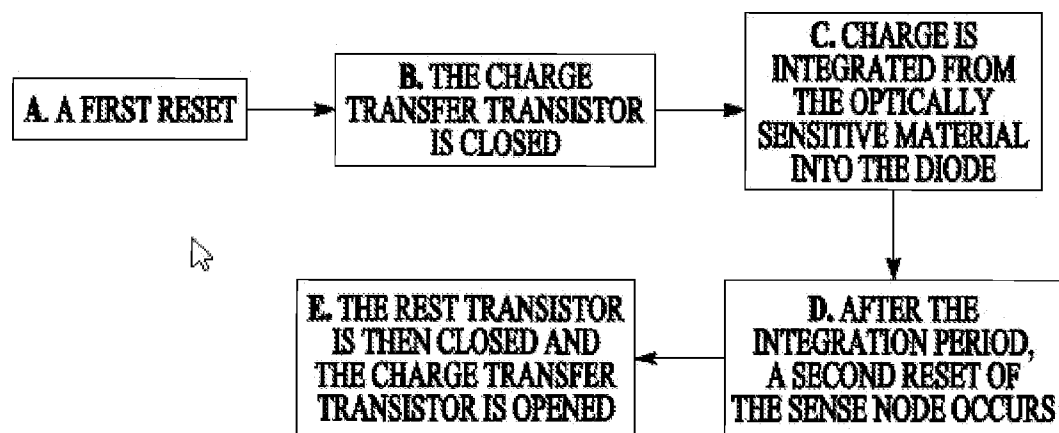 A. A FIRST RESET
B. THE CHARGE
TRANSFER TRANSISTOR
IS CLOSED
C. CHARGE IS
INTEGRATED FROM
THE OPTICALLY
SENSITIVE MATERIAL
INTO THE DIODE
D. AFTER THE
INTEGRATION PERIOD,
A SECOND RESET OF
THE SENSE NODE OCCURS
E. THE REST TRANSISTOR
IS THEN CLOSED AND
THE CHARGE TRANSFER
TRANSISTOR IS OPENED